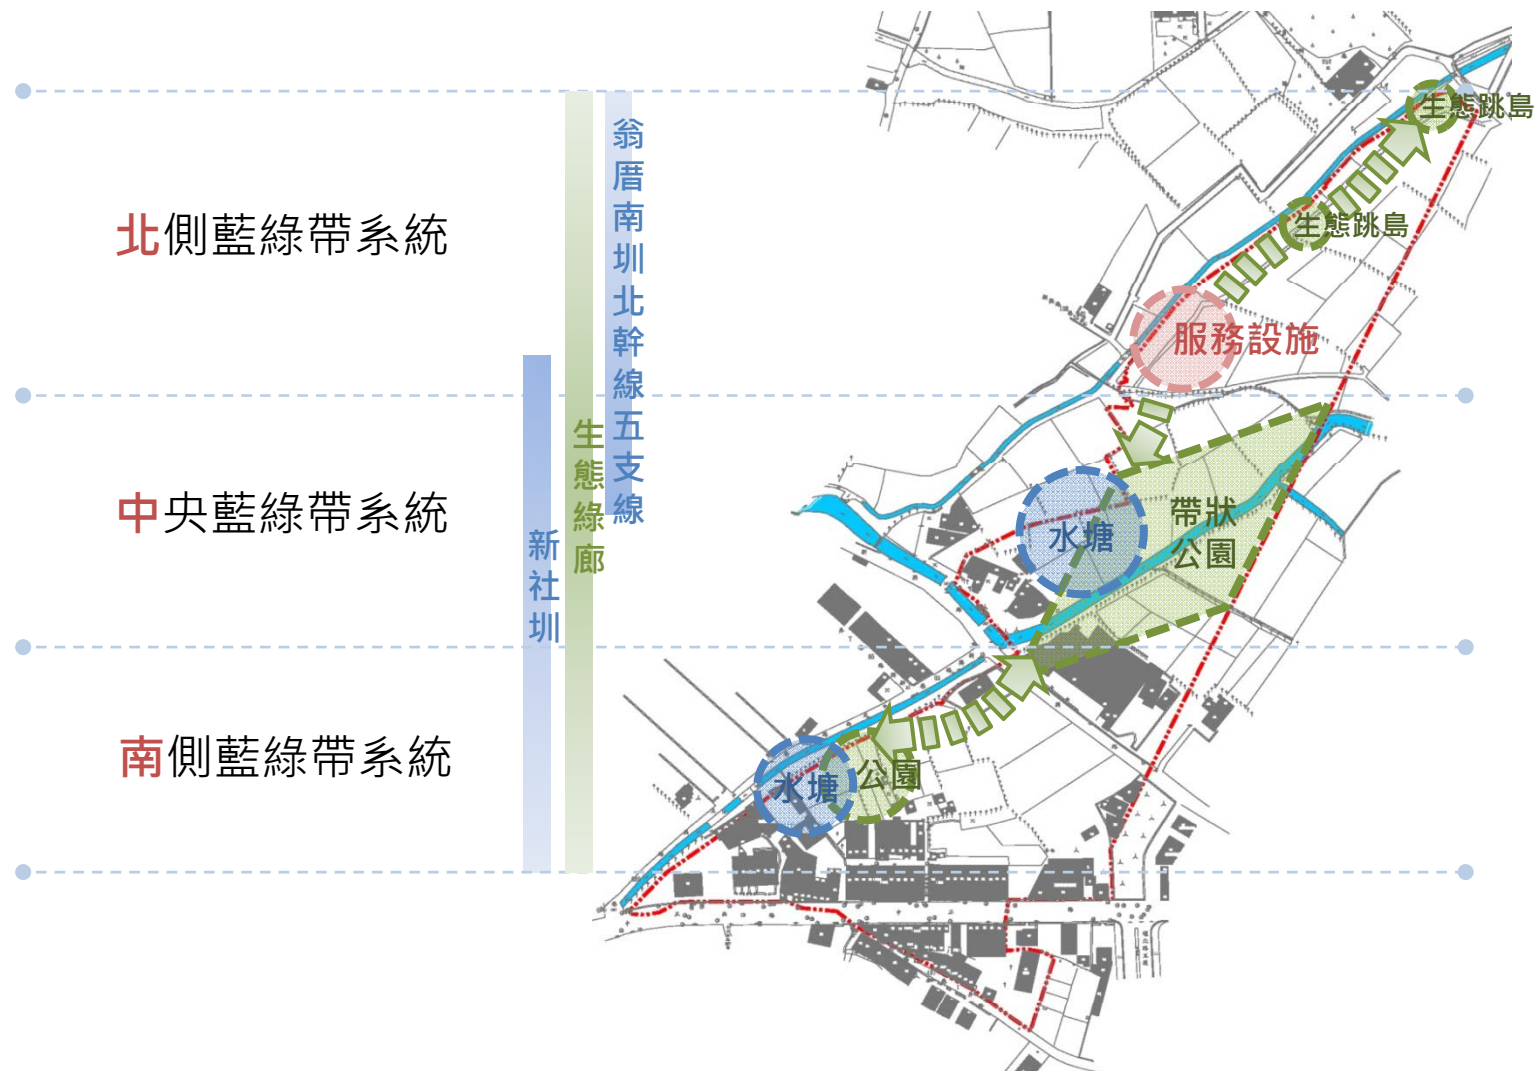 北側藍綠帶系統
中央藍綠帶系統
南側藍綠帶系統
新社圳
生態綠廊
翁厝南圳北幹線五支線
生態跳島
生態跳島
服務設施
水塘
帶狀
公園
水塘
公園